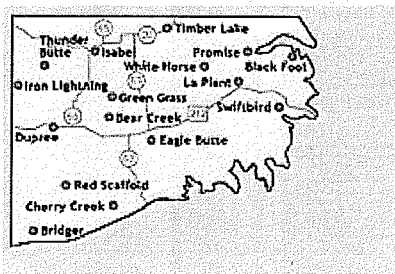 Timber Lake
Thunder
Butte
Isabel
Promise
White Horse
Black Foot
Iron Lightning
La Plant
Green Grass
Swiftbird
Bear Creek
212
Dupree
Eagle Butte
Red Scaffold
Cherry Creek
Bridger